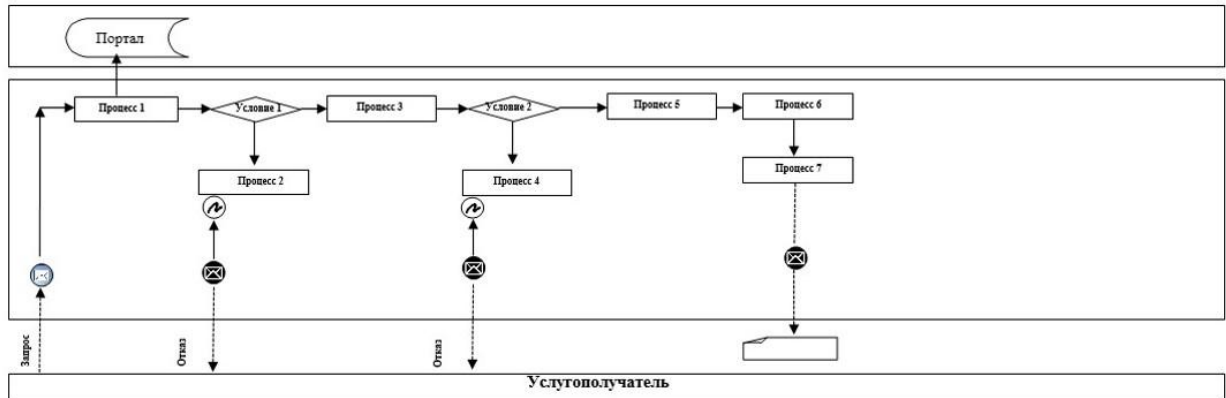 Портал
Процесс 1
Условие 1
Процесс 3
Условие 2
Процесс 5
Процесс 6
Процесс 2
Процесс 4
Процесс 7
Запрос
Отказ
Отказ
Услугополучатель